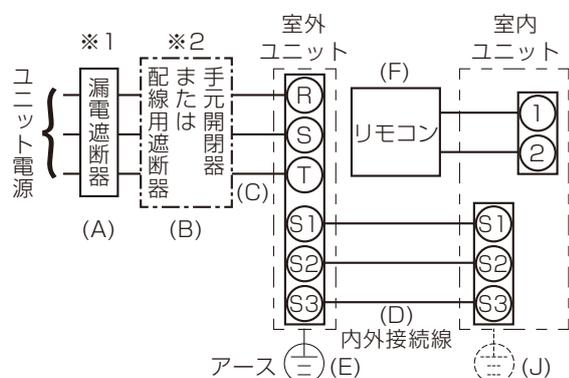 ※1
※2
室外
ユニット
室内
ユニット
ユニット電源
漏電遮断器
手元開閉器
または
配線用遮断器
(A)
(B)
(C)
R
S
T
S1
S2
S3
(F)
リモコン
1
2
S1
S2
S3
(D)
内外接続線
アース
(E)
(J)